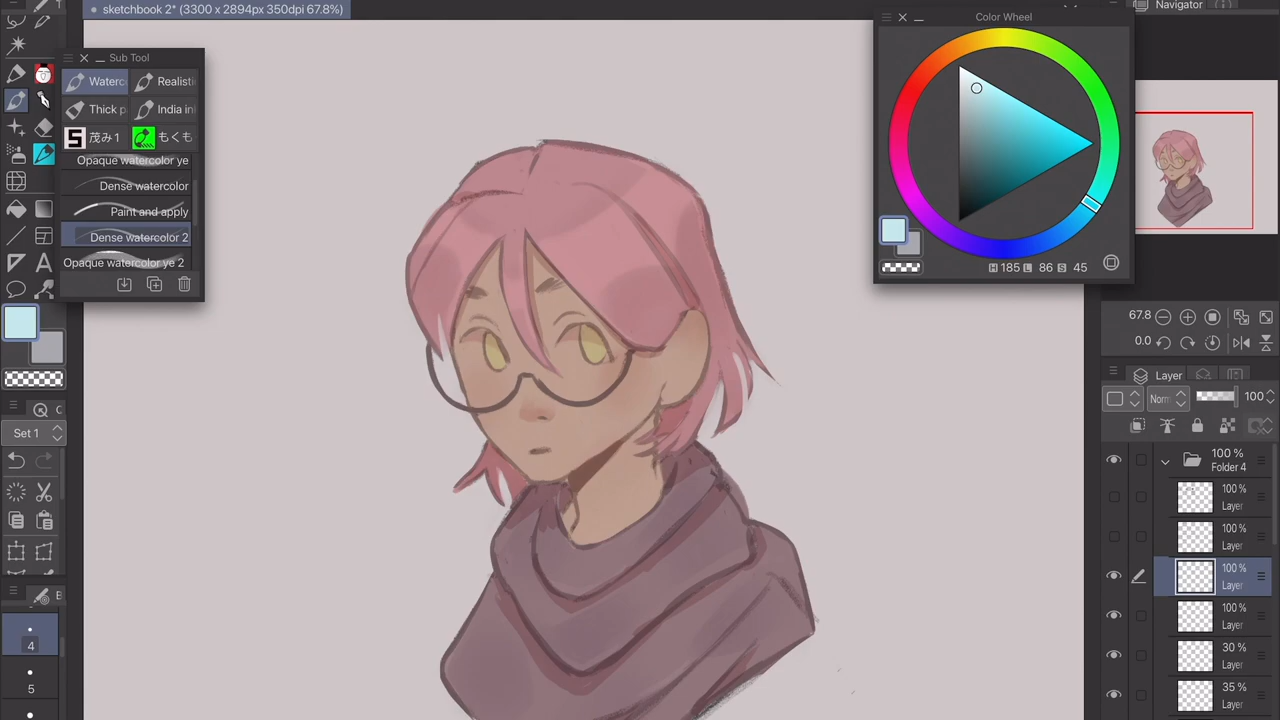 sketchbook 2* (3300 x 2894px 350dpi 67.8%)
Color Wheel
Navigator
Sub Tool
Waterc
Realisti
Thick p
India in
S
茂み1
もくも
Opaque watercolor ye
Dense watercolor
Paint and apply
Dense watercolor 2
Opaque watercolor ye 2
H 185 L 86 S 45
67.8
0.0
C
Set 1
Layer
Norm
100
100 %
Folder 4
100 %
Layer
100 %
Layer
100 %
Layer
100 %
Layer
30 %
Layer
35 %
Layer
B
4
5